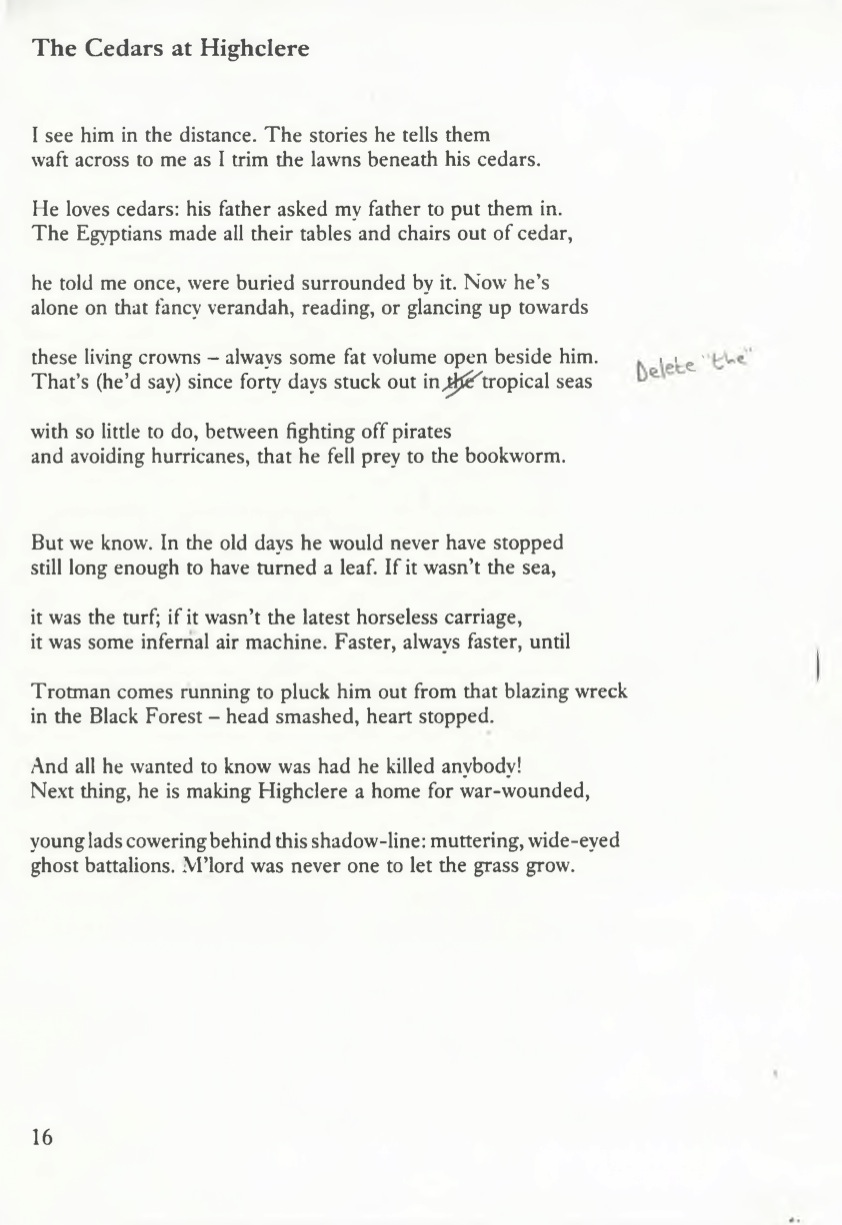 The Cedars at Highclere
I see him in the distance. The stories he tells them
waft across to me as I trim the lawns beneath his cedars.
He loves cedars: his father asked my father to put them in.
The Egyptians made all their tables and chairs out of cedar,
he told me once, were buried surrounded by it. Now he's
alone on that fancy verandah, reading, or glancing up towards
these living crowns – always some fat volume open beside him.
That's (he'd say) since forty days stuck out in the tropical seas
Delete "the"
with so little to do, between fighting off pirates
and avoiding hurricanes, that he fell prey to the bookworm.
But we know. In the old days he would never have stopped
still long enough to have turned a leaf. If it wasn't the sea,
it was the turf; if it wasn't the latest horseless carriage,
it was some infernal air machine. Faster, always faster, until
Trotman comes running to pluck him out from that blazing wreck
in the Black Forest – head smashed, heart stopped.
And all he wanted to know was had he killed anybody!
Next thing, he is making Highclere a home for war-wounded,
young lads cowering behind this shadow-line: muttering, wide-eyed
ghost battalions. M'lord was never one to let the grass grow.
16